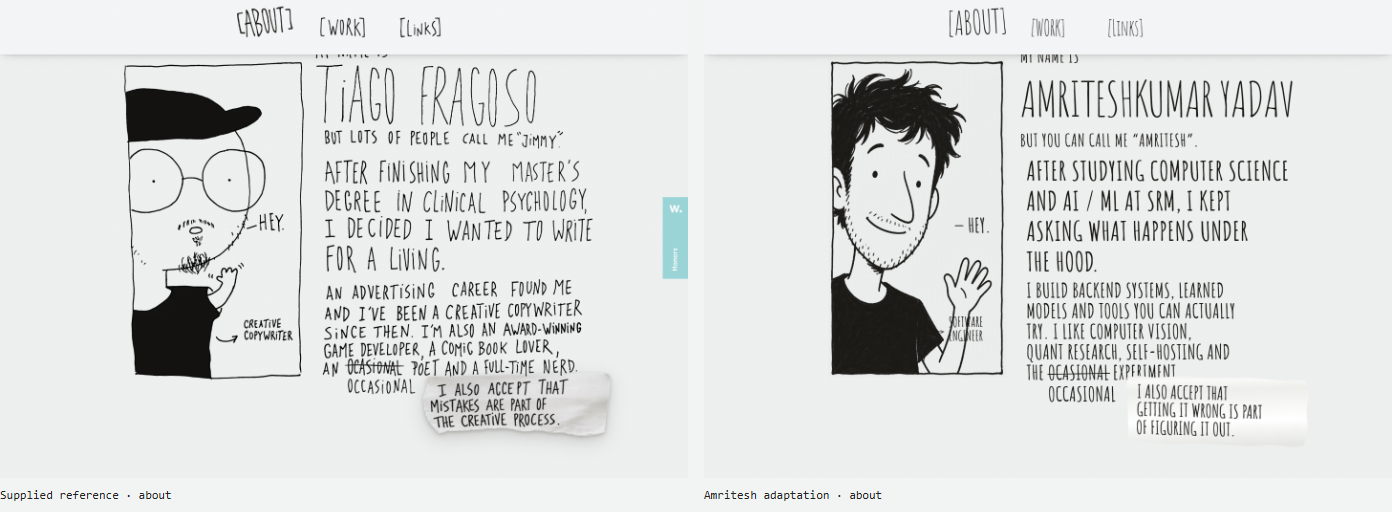 [ABOUT] [WORK] [LINKS]
TIAGO FRAGOSO
BUT LOTS OF PEOPLE CALL ME "JIMMY".
AFTER FINISHING MY MASTER'S
DEGREE IN CLINICAL PSYCHOLOGY,
I DECIDED I WANTED TO WRITE
FOR A LIVING.
AN ADVERTISING CAREER FOUND ME
AND I'VE BEEN A CREATIVE COPYWRITER
SINCE THEN. I'M ALSO AN AWARD-WINNING
GAME DEVELOPER, A COMIC BOOK LOVER,
AN OCASIONAL POET AND A FULL-TIME NERD.
OCCASIONAL
I ALSO ACCEPT THAT
MISTAKES ARE PART OF
THE CREATIVE PROCESS.
—HEY.
CREATIVE
COPYWRITER
W.
Honors
Supplied reference · about
[ABOUT] [WORK] [LINKS]
MY NAME IS
AMRITESHKUMAR YADAV
BUT YOU CAN CALL ME “AMRITESH”.
AFTER STUDYING COMPUTER SCIENCE
AND AI / ML AT SRM, I KEPT
ASKING WHAT HAPPENS UNDER
THE HOOD.
I BUILD BACKEND SYSTEMS, LEARNED
MODELS AND TOOLS YOU CAN ACTUALLY
TRY. I LIKE COMPUTER VISION,
QUANT RESEARCH, SELF-HOSTING AND
THE OCASIONAL EXPERIMENT
OCCASIONAL
I ALSO ACCEPT THAT
GETTING IT WRONG IS PART
OF FIGURING IT OUT.
— HEY.
SOFTWARE
ENGINEER
Amritesh adaptation · about